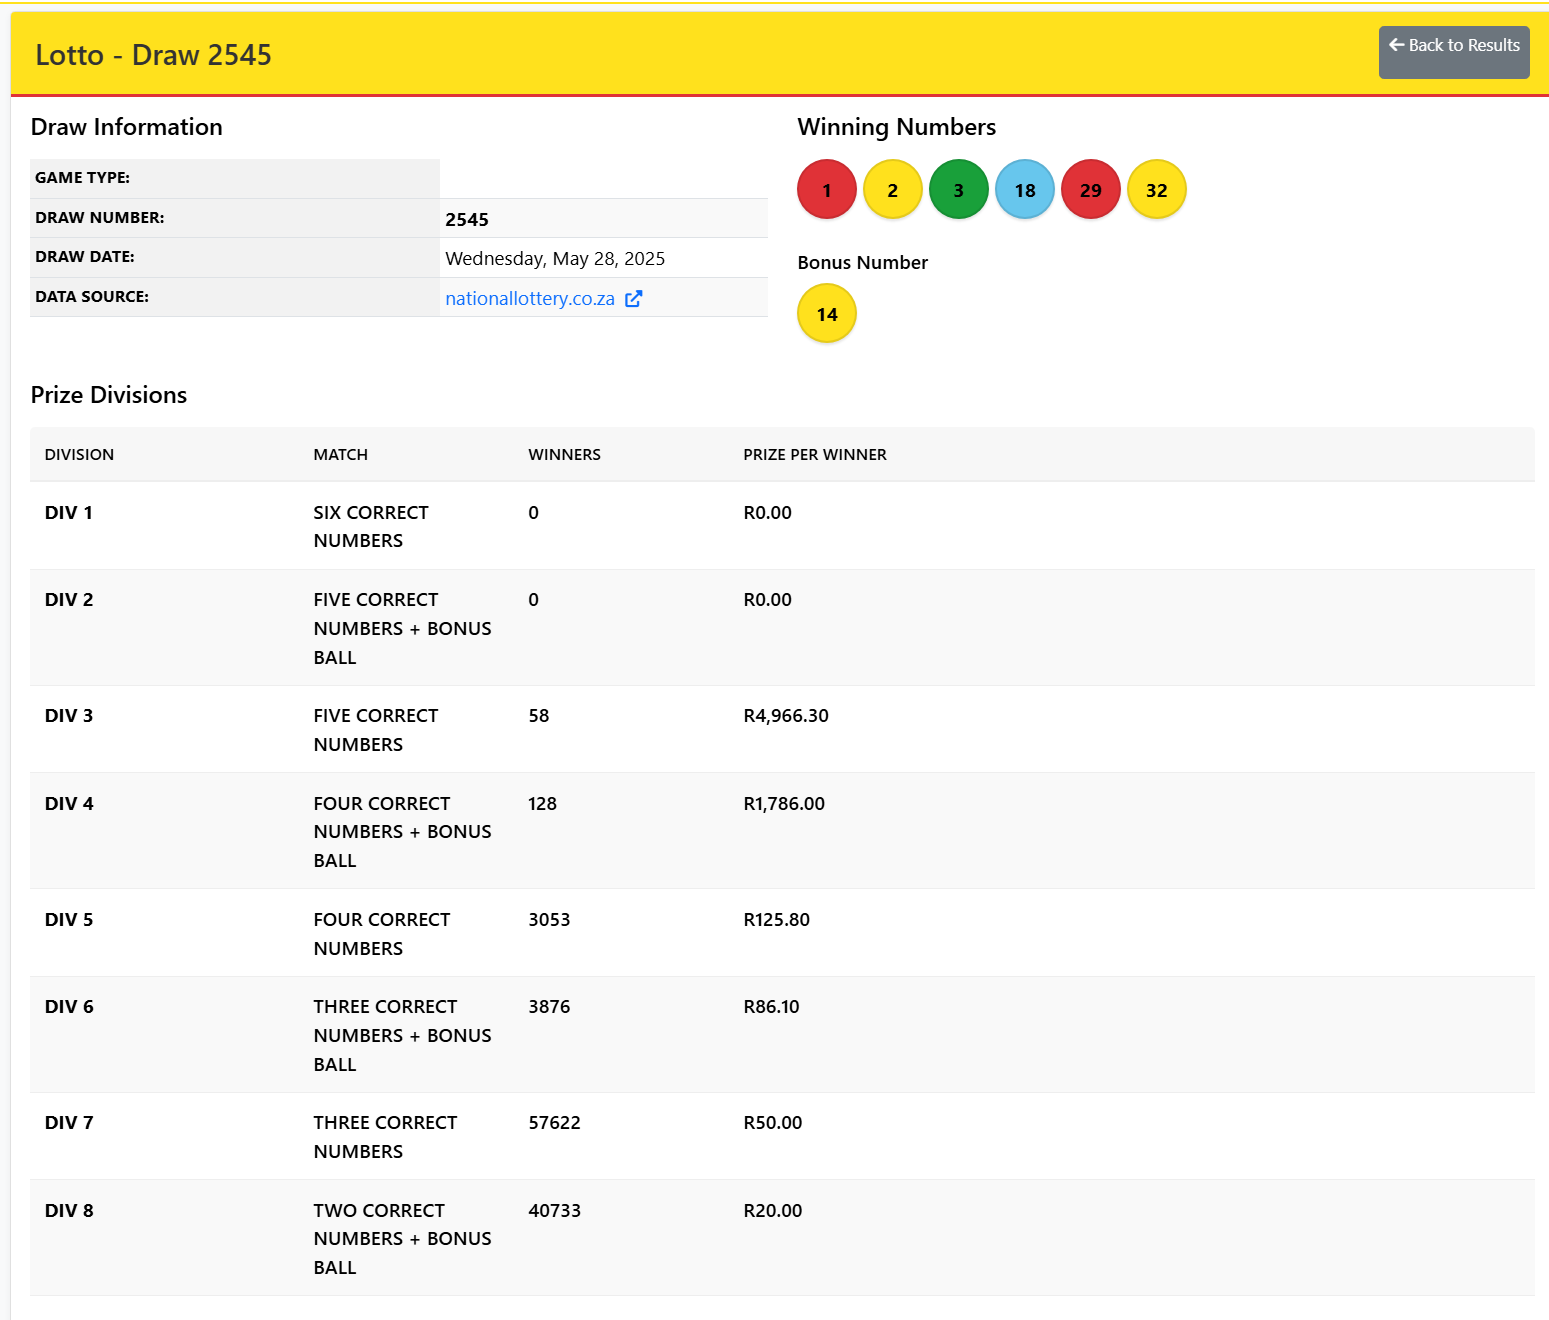 Lotto - Draw 2545
Back to Results
Draw Information
GAME TYPE:
DRAW NUMBER: 2545
DRAW DATE: Wednesday, May 28, 2025
DATA SOURCE: nationallottery.co.za
Winning Numbers
1 2 3 18 29 32
Bonus Number
14
Prize Divisions
DIVISION MATCH WINNERS PRIZE PER WINNER
DIV 1 SIX CORRECT 0 R0.00
NUMBERS
DIV 2 FIVE CORRECT 0 R0.00
NUMBERS + BONUS
BALL
DIV 3 FIVE CORRECT 58 R4,966.30
NUMBERS
DIV 4 FOUR CORRECT 128 R1,786.00
NUMBERS + BONUS
BALL
DIV 5 FOUR CORRECT 3053 R125.80
NUMBERS
DIV 6 THREE CORRECT 3876 R86.10
NUMBERS + BONUS
BALL
DIV 7 THREE CORRECT 57622 R50.00
NUMBERS
DIV 8 TWO CORRECT 40733 R20.00
NUMBERS + BONUS
BALL